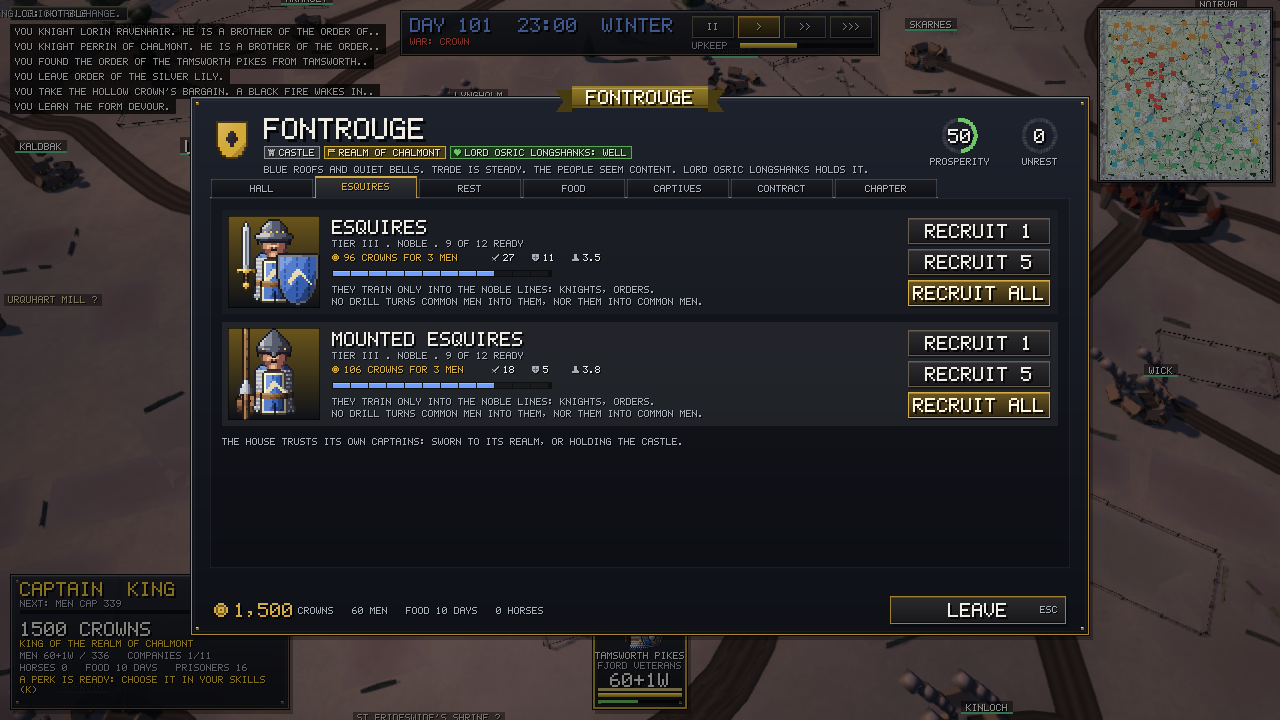 YOU KNIGHT LORIN RAVENHAIR. HE IS A BROTHER OF THE ORDER OF..
YOU KNIGHT PERRIN OF CHALMONT. HE IS A BROTHER OF THE ORDER..
YOU FOUND THE ORDER OF THE TAMSWORTH PIKES FROM TAMSWORTH..
YOU LEAVE ORDER OF THE SILVER LILY.
YOU TAKE THE HOLLOW CROWN'S BARGAIN. A BLACK FIRE WAKES IN..
YOU LEARN THE FORM DEVOUR.
DAY 101 23:00 WINTER
WAR: CROWN
II > >> >>>
UPKEEP
SKARNES
KALDBAK
URQUHART MILL ?
WICK
FONTROUGE
FONTROUGE
CASTLE REALM OF CHALMONT LORD OSRIC LONGSHANKS: WELL
BLUE ROOFS AND QUIET BELLS. TRADE IS STEADY. THE PEOPLE SEEM CONTENT. LORD OSRIC LONGSHANKS HOLDS IT.
50 PROSPERITY
0 UNREST
HALL ESQUIRES REST FOOD CAPTIVES CONTRACT CHAPTER
ESQUIRES
TIER III . NOBLE . 9 OF 12 READY
96 CROWNS FOR 3 MEN 27 11 3.5
THEY TRAIN ONLY INTO THE NOBLE LINES: KNIGHTS, ORDERS.
NO DRILL TURNS COMMON MEN INTO THEM, NOR THEM INTO COMMON MEN.
RECRUIT 1
RECRUIT 5
RECRUIT ALL
MOUNTED ESQUIRES
TIER III . NOBLE . 9 OF 12 READY
106 CROWNS FOR 3 MEN 18 5 3.8
THEY TRAIN ONLY INTO THE NOBLE LINES: KNIGHTS, ORDERS.
NO DRILL TURNS COMMON MEN INTO THEM, NOR THEM INTO COMMON MEN.
RECRUIT 1
RECRUIT 5
RECRUIT ALL
THE HOUSE TRUSTS ITS OWN CAPTAINS: SWORN TO ITS REALM, OR HOLDING THE CASTLE.
1,500 CROWNS 60 MEN FOOD 10 DAYS 0 HORSES
LEAVE ESC
CAPTAIN KING
NEXT: MEN CAP 339
1500 CROWNS
KING OF THE REALM OF CHALMONT
MEN 60+1W / 336 COMPANIES 1/11
HORSES 0 FOOD 10 DAYS PRISONERS 16
A PERK IS READY: CHOOSE IT IN YOUR SKILLS
(K)
TAMSWORTH PIKES
FJORD VETERANS
60+1W
KINLOCH
ST FRIDESWIDE'S SHRINE ?